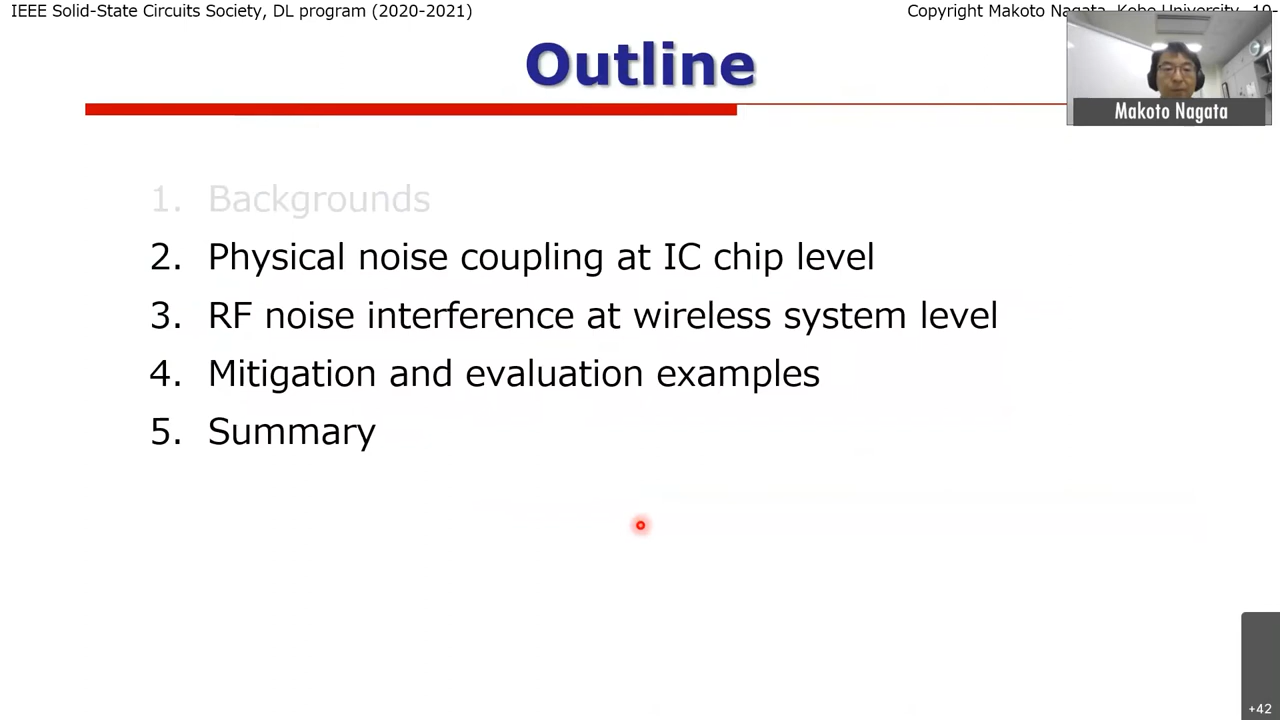 IEEE Solid-State Circuits Society, DL program (2020-2021)
Copyright Makoto Nagata, Kobe University, 10-
Outline
Makoto Nagata
1. Backgrounds
2. Physical noise coupling at IC chip level
3. RF noise interference at wireless system level
4. Mitigation and evaluation examples
5. Summary
+42